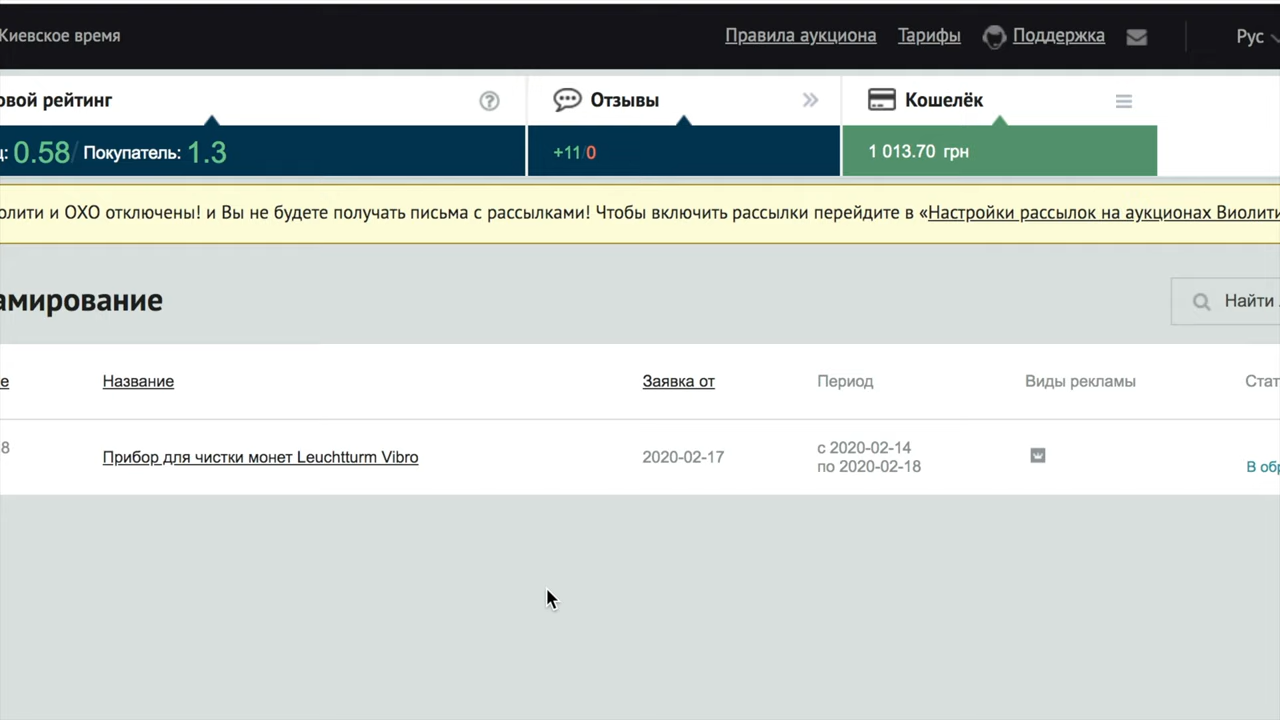 Киевское время
Правила аукциона Тарифы Поддержка Рус
овой рейтинг
Отзывы
Кошелёк
ц: 0.58/ Покупатель: 1.3
+11/0
1 013.70 грн
олити и ОХО отключены! и Вы не будете получать письма с рассылками! Чтобы включить рассылки перейдите в «Настройки рассылок на аукционах Виолити
амирование
Найти
е Название Заявка от Период Виды рекламы Стат
8 Прибор для чистки монет Leuchtturm Vibro 2020-02-17 с 2020-02-14
по 2020-02-18
В обр